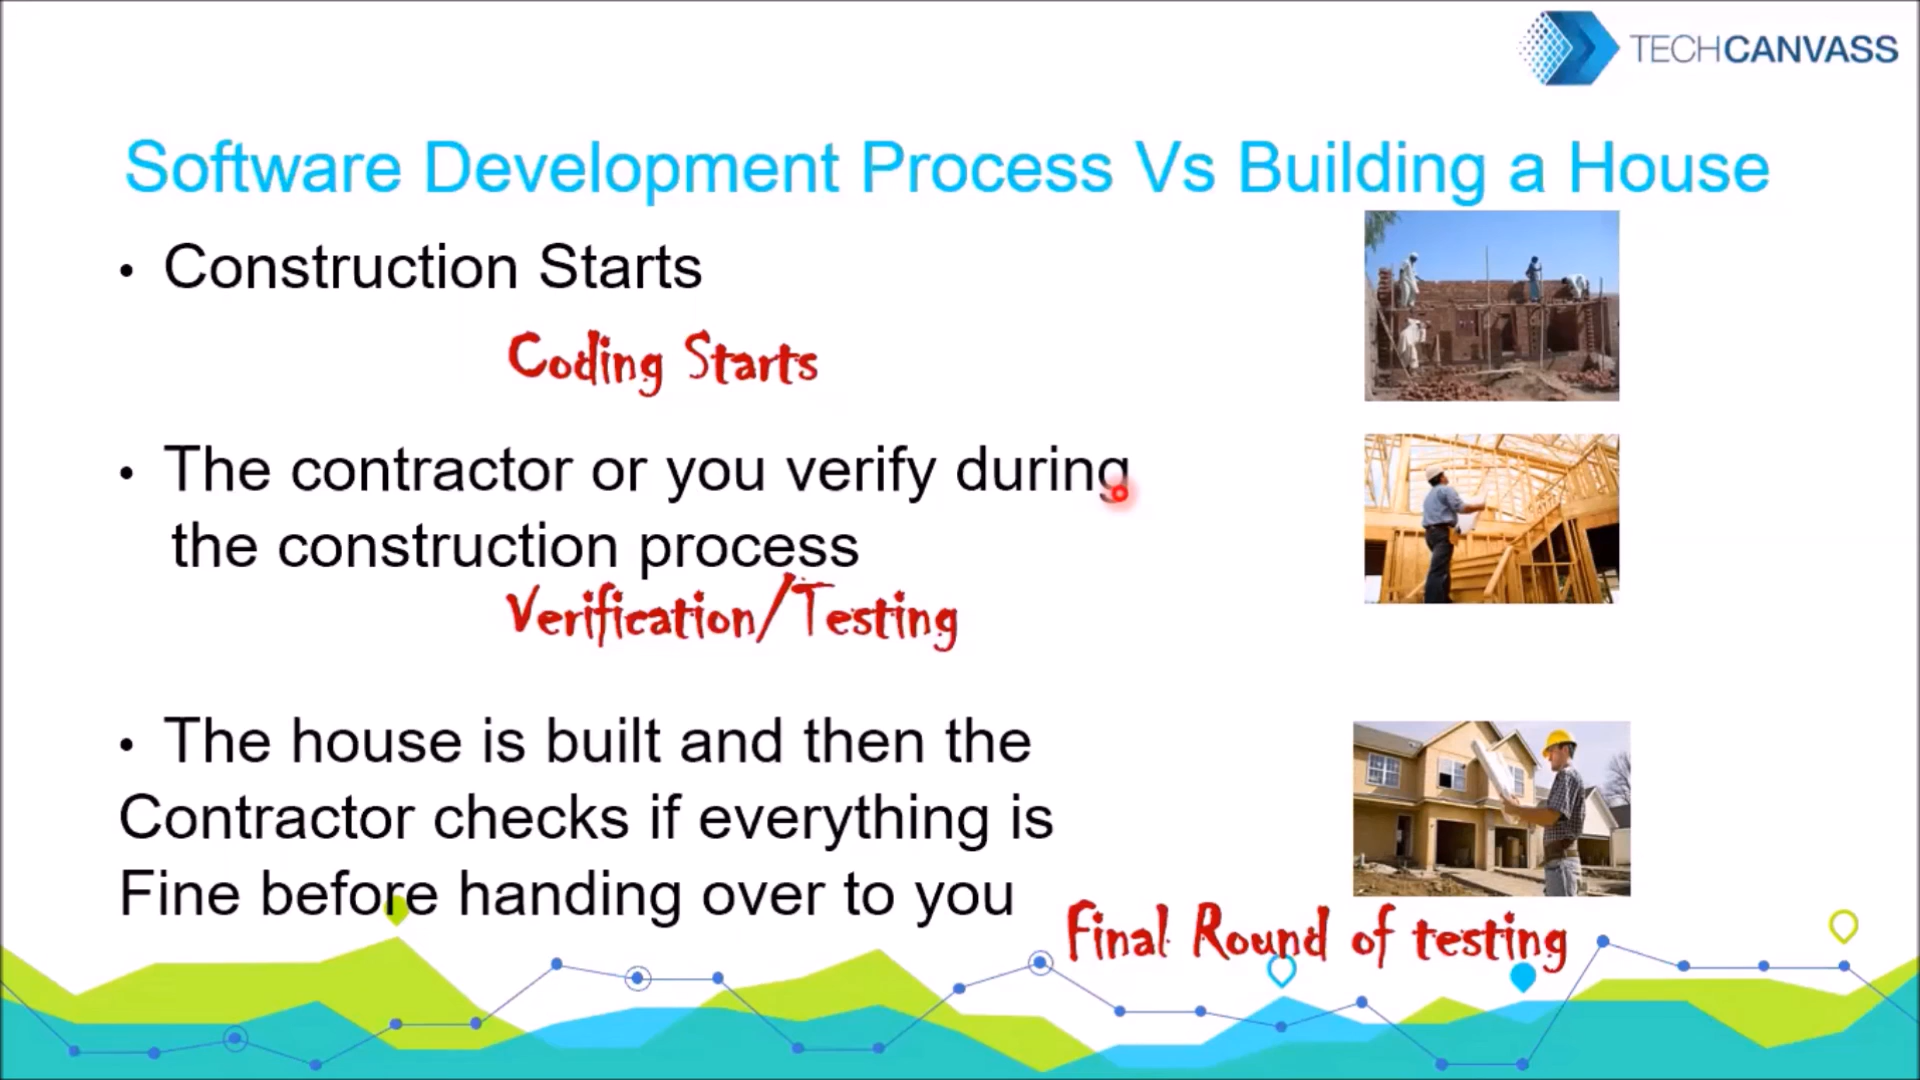 TECHCANVASS
Software Development Process Vs Building a House
• Construction Starts
Coding Starts
• The contractor or you verify during
the construction process
Verification/Testing
• The house is built and then the
Contractor checks if everything is
Fine before handing over to you
Final Round of testing